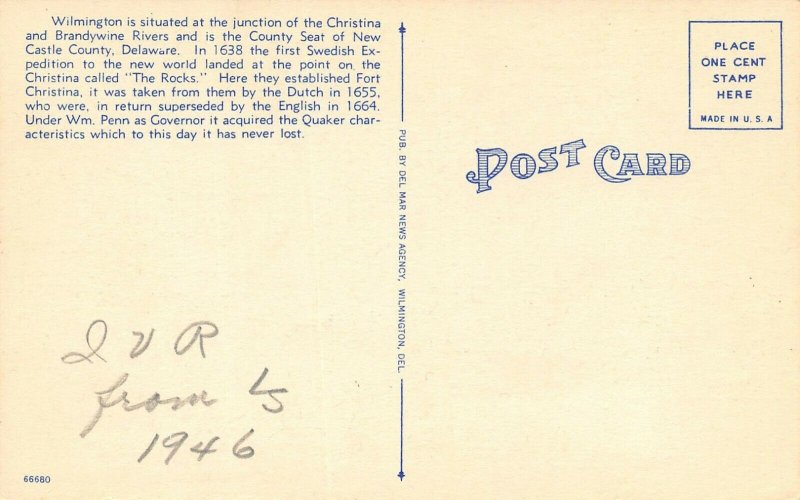 Wilmington is situated at the junction of the Christina
and Brandywine Rivers and is the County Seat of New
Castle County, Delaware. In 1638 the first Swedish Ex-
pedition to the new world landed at the point on the
Christina called "The Rocks." Here they established Fort
Christina, it was taken from them by the Dutch in 1655,
who were, in return superseded by the English in 1664.
Under Wm. Penn as Governor it acquired the Quaker char-
acteristics which to this day it has never lost.
PUB. BY DEL MAR NEWS AGENCY, WILMINGTON, DEL.
PLACE
ONE CENT
STAMP
HERE
MADE IN U. S. A
POST CARD
V R
from LS
1946
66680